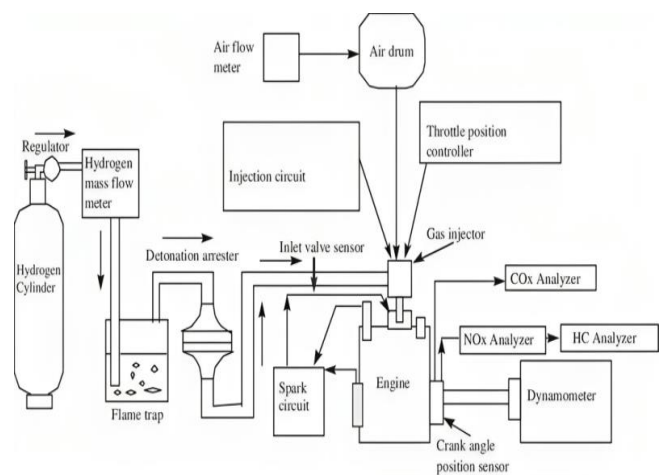 Air flow
meter
Air drum
Throttle position
controller
Regulator
Hydrogen
mass flow
meter
Injection circuit
Detonation arrester
Inlet valve sensor
Gas injector
Hydrogen
Cylinder
COx Analyzer
NOx Analyzer
HC Analyzer
Spark
circuit
Engine
Dynamometer
Flame trap
Crank angle
position sensor